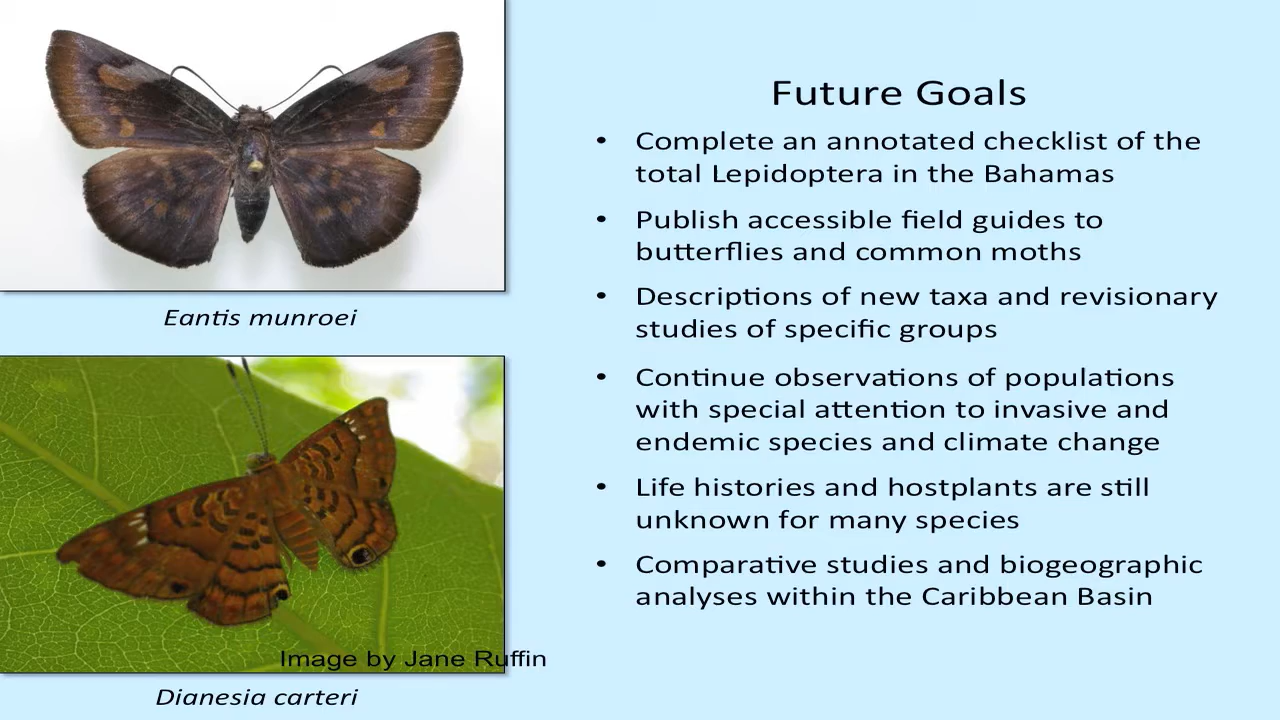 Eantis munroei
Image by Jane Ruffin
Dianesia carteri
Future Goals
• Complete an annotated checklist of the
total Lepidoptera in the Bahamas
• Publish accessible field guides to
butterflies and common moths
• Descriptions of new taxa and revisionary
studies of specific groups
• Continue observations of populations
with special attention to invasive and
endemic species and climate change
• Life histories and hostplants are still
unknown for many species
• Comparative studies and biogeographic
analyses within the Caribbean Basin